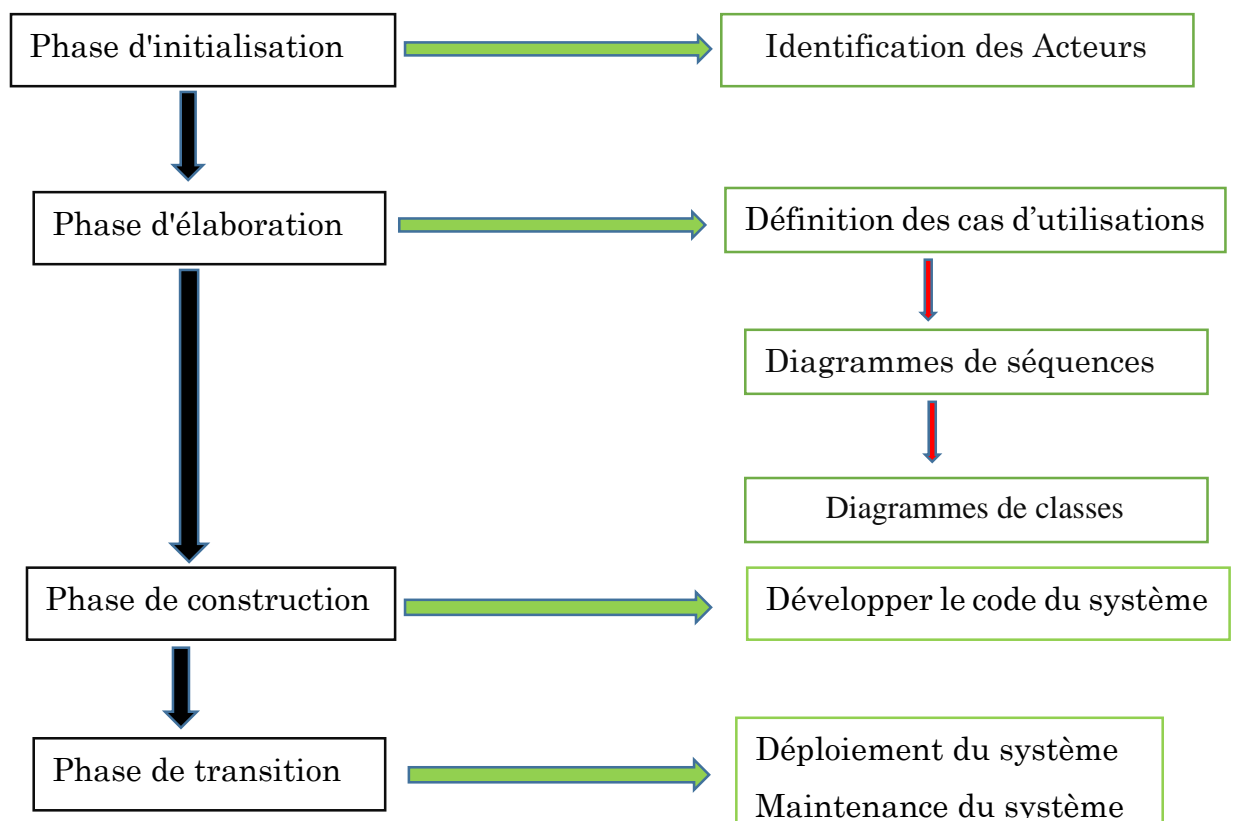 Phase d'initialisation
Identification des Acteurs
Phase d'élaboration
Définition des cas d’utilisations
Diagrammes de séquences
Diagrammes de classes
Phase de construction
Développer le code du système
Phase de transition
Déploiement du système
Maintenance du système